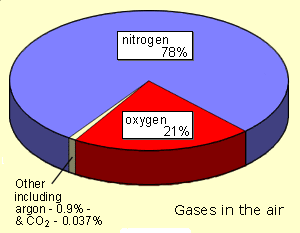 nitrogen
78%
oxygen
21%
Other
including
argon - 0.9% -
& CO₂ - 0.037%
Gases in the air